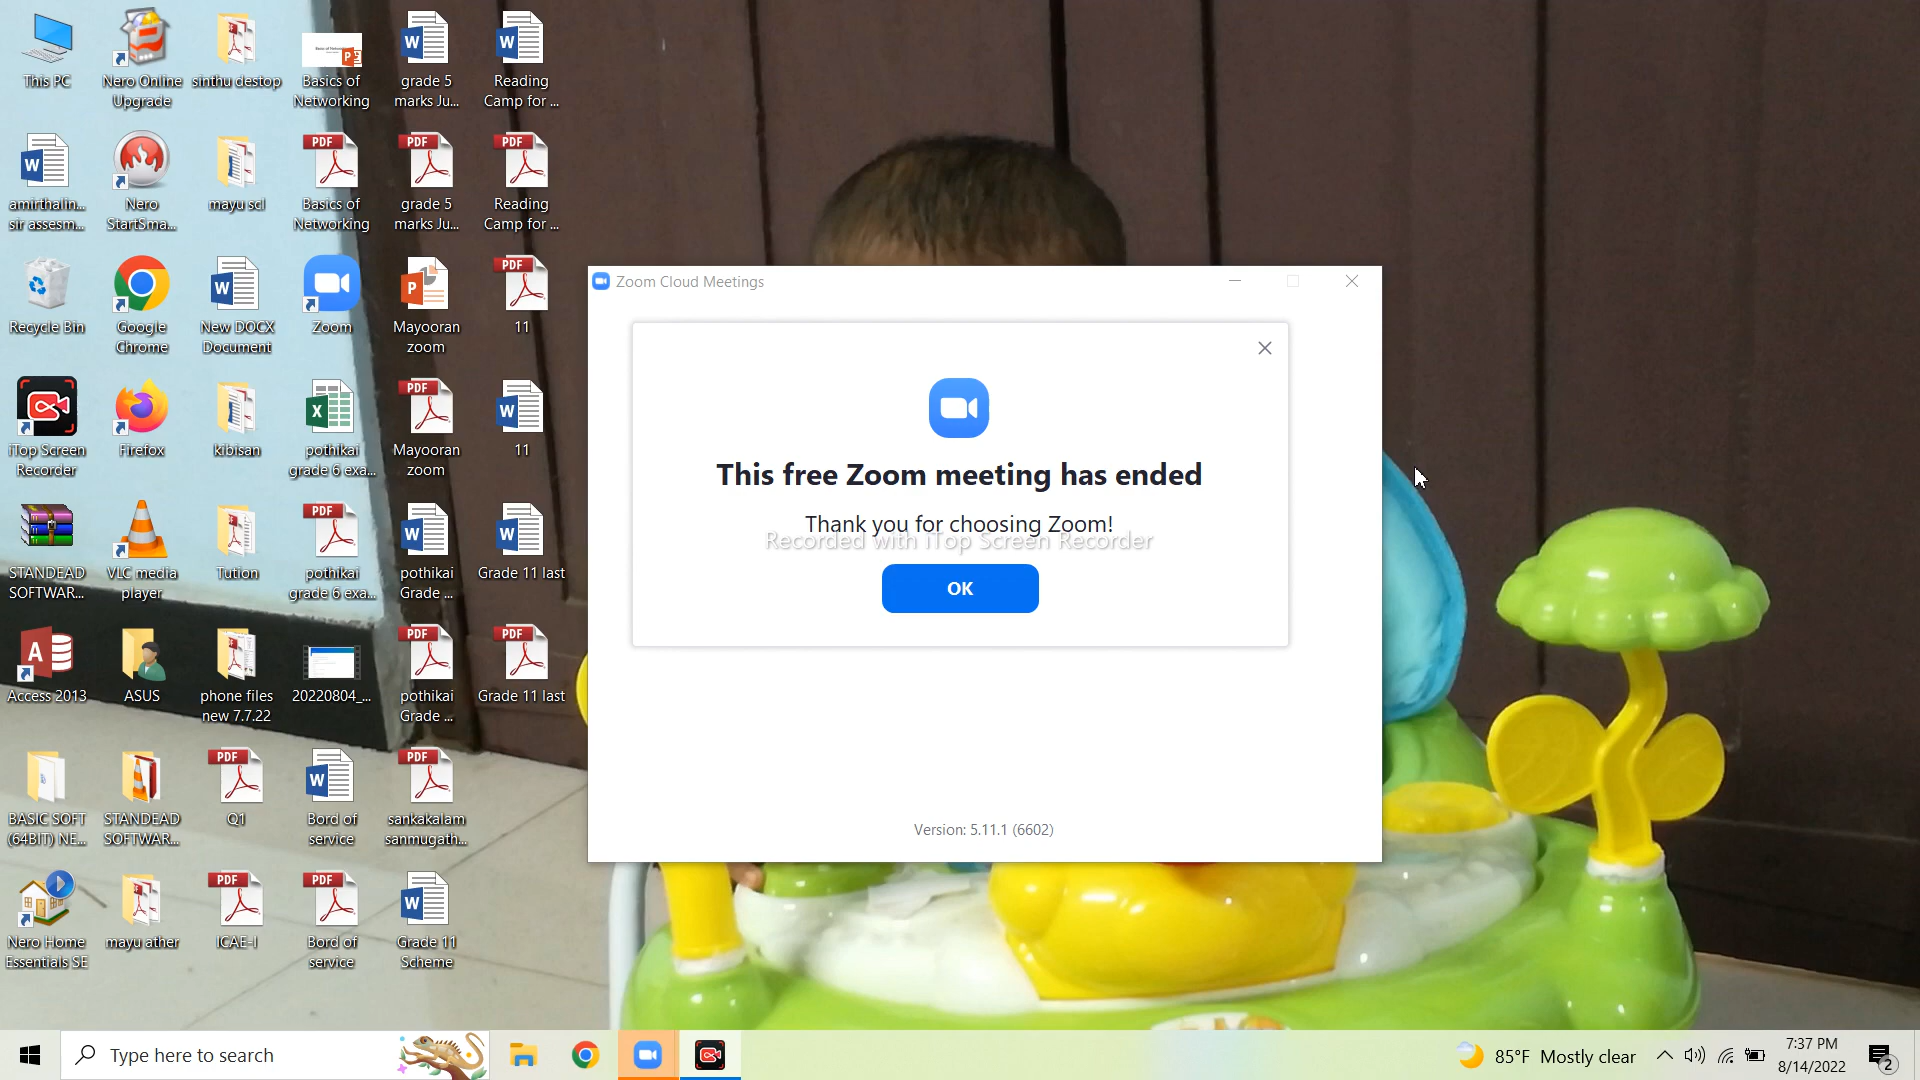 This PC
Nero Online
Upgrade
sinthu destop
Basics of
Networking
grade 5
marks Ju...
Reading
Camp for ...
amirthalin...
sir assesm...
Nero
StartSma...
mayu scl
Basics of
Networking
grade 5
marks Ju...
Reading
Camp for ...
Recycle Bin
Google
Chrome
New DOCX
Document
Zoom
Mayooran
zoom
11
iTop Screen
Recorder
Firefox
kibisan
pothikai
grade 6 exa...
Mayooran
zoom
11
STANDEAD
SOFTWAR...
VLC media
player
Tution
pothikai
grade 6 exa...
pothikai
Grade ...
Grade 11 last
Access 2013
ASUS
phone files
new 7.7.22
20220804_...
pothikai
Grade ...
Grade 11 last
BASIC SOFT
(64BIT) NE...
STANDEAD
SOFTWAR...
Q1
Bord of
service
sankakalam
sanmugath...
Nero Home
Essentials SE
mayu ather
ICAE-I
Bord of
service
Grade 11
Scheme
Zoom Cloud Meetings
This free Zoom meeting has ended
Thank you for choosing Zoom!
Recorded with iTop Screen Recorder
OK
Version: 5.11.1 (6602)
Type here to search
85°F Mostly clear
7:37 PM
8/14/2022
2